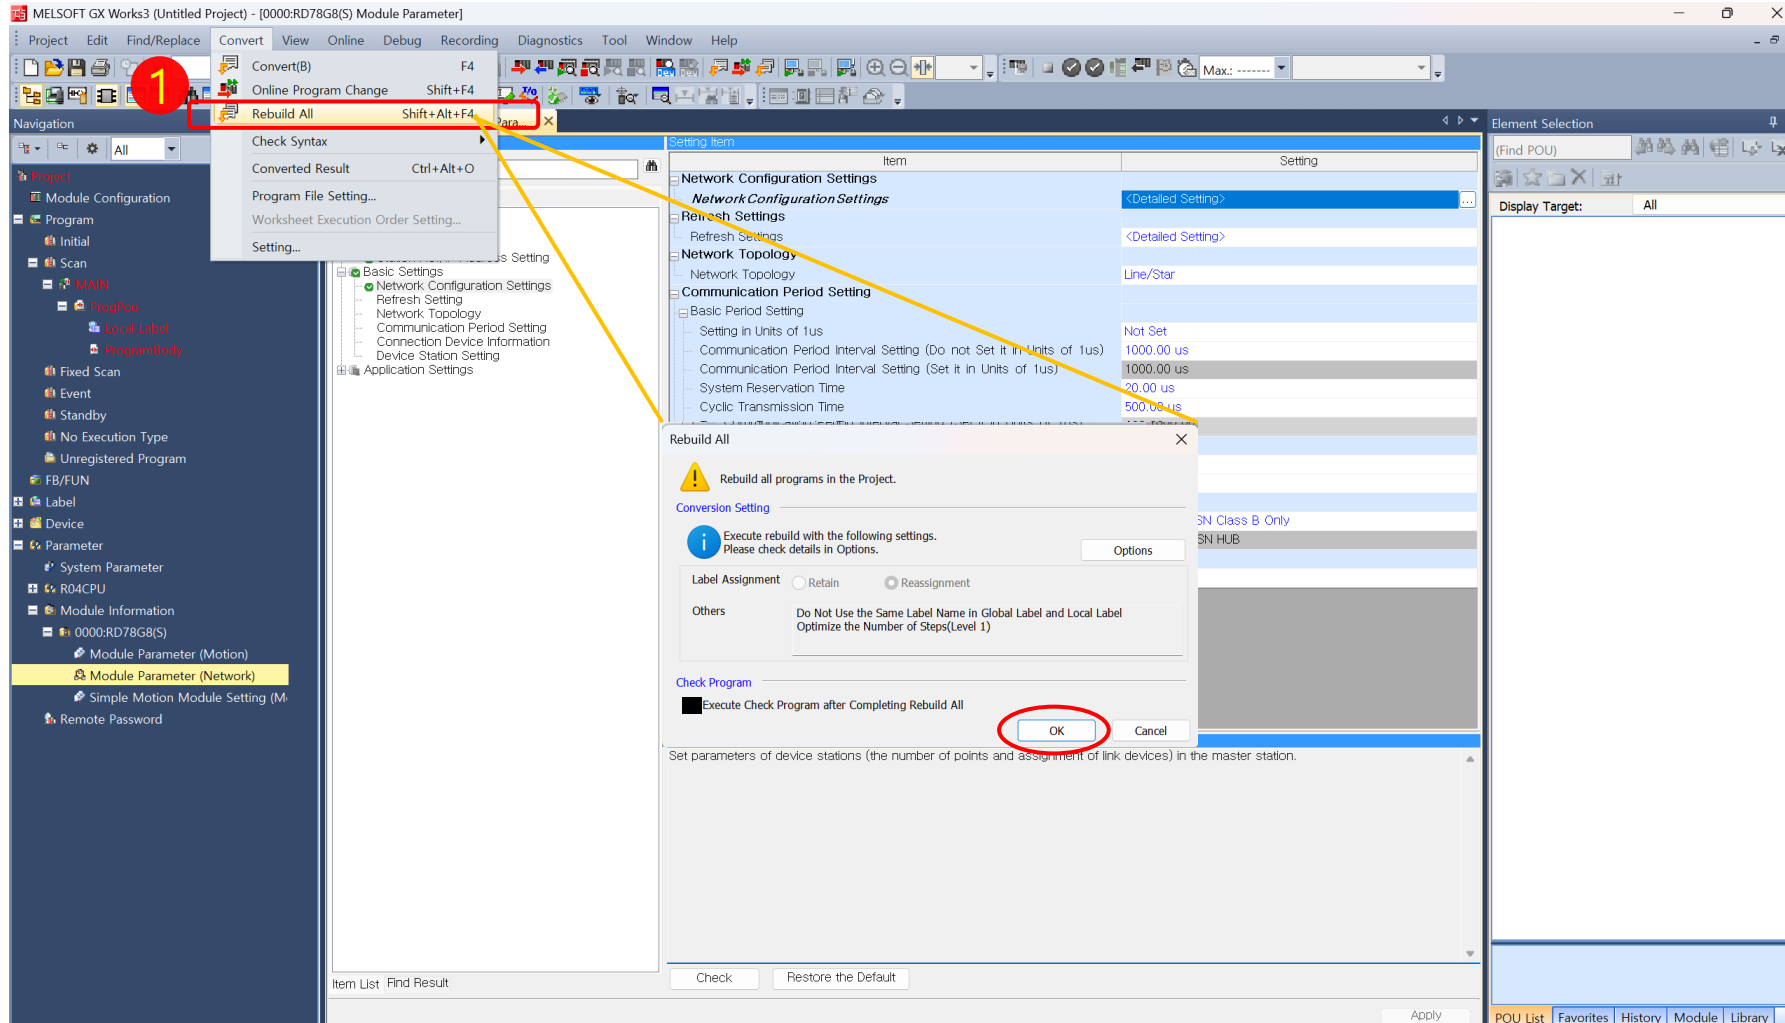 MELSOFT GX Works3 (Untitled Project) - [0000:RD78G8(S) Module Parameter]
Project Edit Find/Replace Convert View Online Debug Recording Diagnostics Tool Window Help
1
Convert(B) F4
Online Program Change Shift+F4
Rebuild All Shift+Alt+F4
Check Syntax
Converted Result Ctrl+Alt+O
Program File Setting...
Worksheet Execution Order Setting...
Setting...
Max.: -------
Navigation
All
Project
Module Configuration
Program
Initial
Scan
MAIN
ProgPou
Local Label
ProgramBody
Fixed Scan
Event
Standby
No Execution Type
Unregistered Program
FB/FUN
Label
Device
Parameter
System Parameter
R04CPU
Module Information
0000:RD78G8(S)
Module Parameter (Motion)
Module Parameter (Network)
Simple Motion Module Setting (M
Remote Password
Para...
Address Setting
Basic Settings
Network Configuration Settings
Refresh Setting
Network Topology
Communication Period Setting
Connection Device Information
Device Station Setting
Application Settings
Item List Find Result
Setting Item
Item Setting
Network Configuration Settings
Network Configuration Settings <Detailed Setting> ...
Refresh Settings
Refresh Settings <Detailed Setting>
Network Topology
Network Topology Line/Star
Communication Period Setting
Basic Period Setting
Setting in Units of 1us Not Set
Communication Period Interval Setting (Do not Set it in Units of 1us) 1000.00 us
Communication Period Interval Setting (Set it in Units of 1us) 1000.00 us
System Reservation Time 20.00 us
Cyclic Transmission Time 500.00 us
SN Class B Only
SN HUB
Rebuild All
Rebuild all programs in the Project.
Conversion Setting
Execute rebuild with the following settings.
Please check details in Options.
Options
Label Assignment Retain Reassignment
Others Do Not Use the Same Label Name in Global Label and Local Label
Optimize the Number of Steps(Level 1)
Check Program
Execute Check Program after Completing Rebuild All
OK Cancel
Set parameters of device stations (the number of points and assignment of link devices) in the master station.
Check Restore the Default
Apply
Element Selection
(Find POU)
Display Target: All
POU List Favorites History Module Library